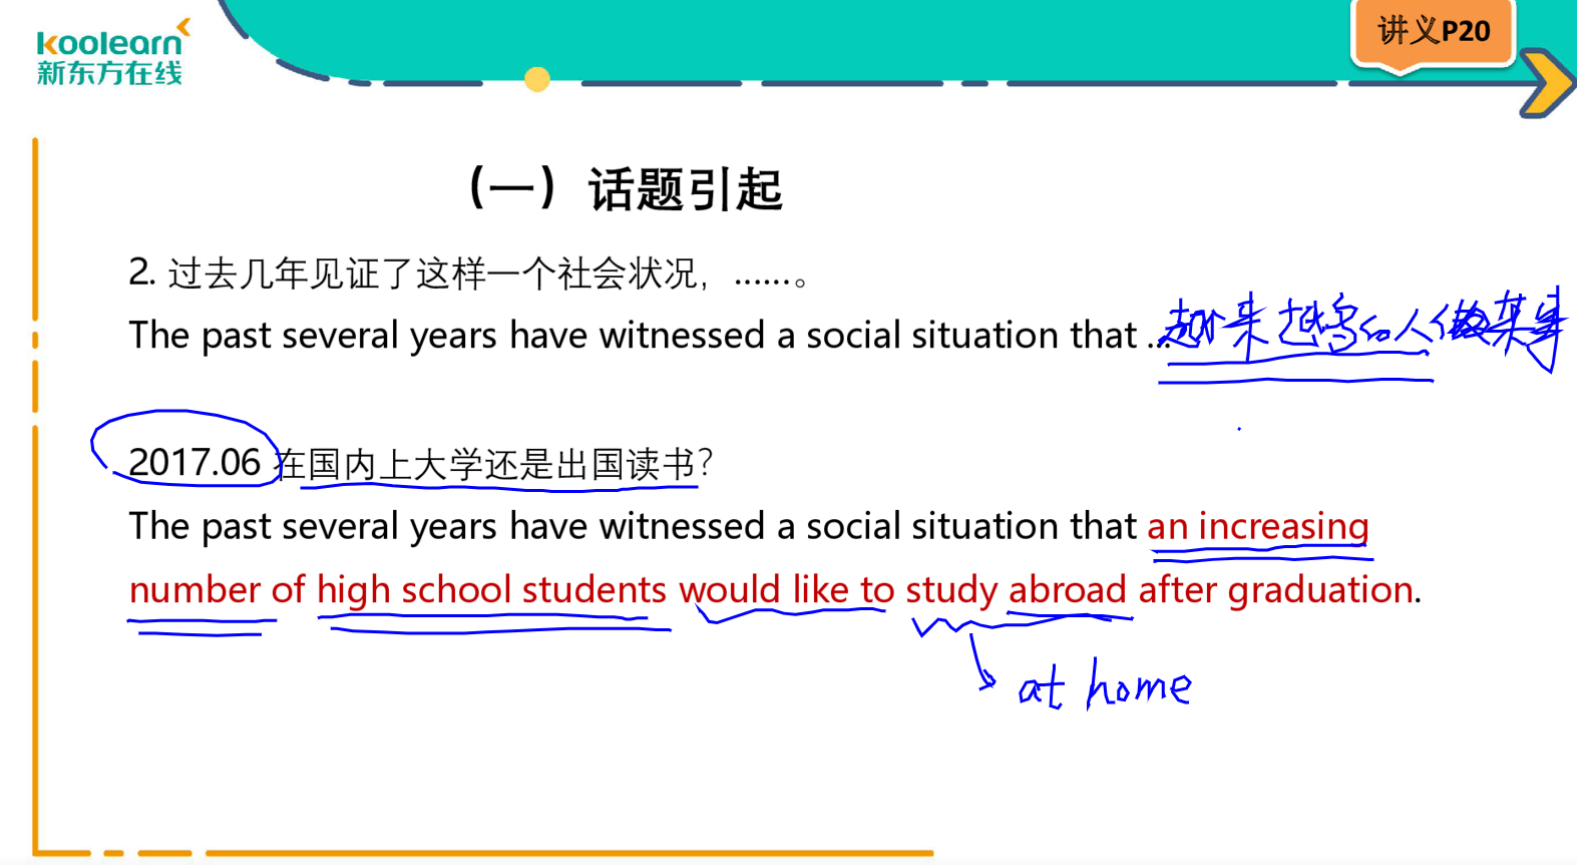 koolearn
新东方在线
讲义P20
(一) 话题引起
2. 过去几年见证了这样一个社会状况，……。
The past several years have witnessed a social situation that ...
越来越多的人做某事
2017.06 在国内上大学还是出国读书？
The past several years have witnessed a social situation that an increasing
number of high school students would like to study abroad after graduation.
at home